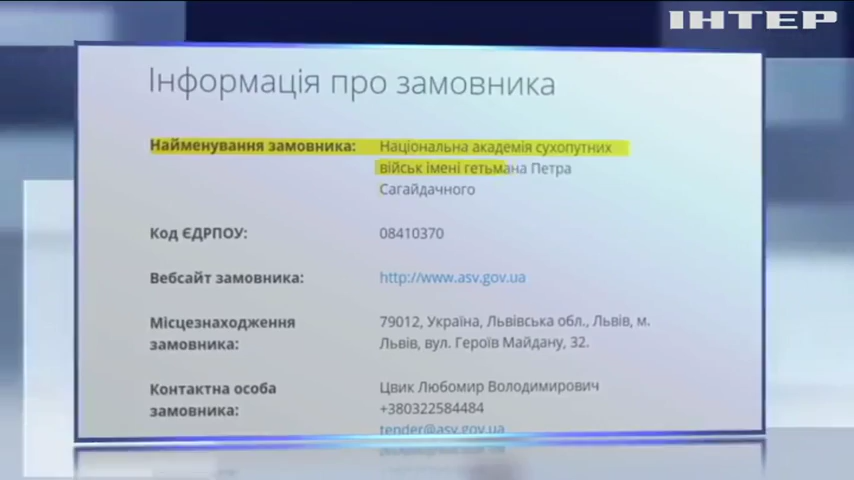 ІНТЕР
Інформація про замовника
Найменування замовника: Національна академія сухопутних
військ імені гетьмана Петра
Сагайдачного
Код ЄДРПОУ: 08410370
Вебсайт замовника: http://www.asv.gov.ua
Місцезнаходження 79012, Україна, Львівська обл., Львів, м.
замовника: Львів, вул. Героїв Майдану, 32.
Контактна особа Цвик Любомир Володимирович
замовника: +380322584484
tender@asv.gov.ua